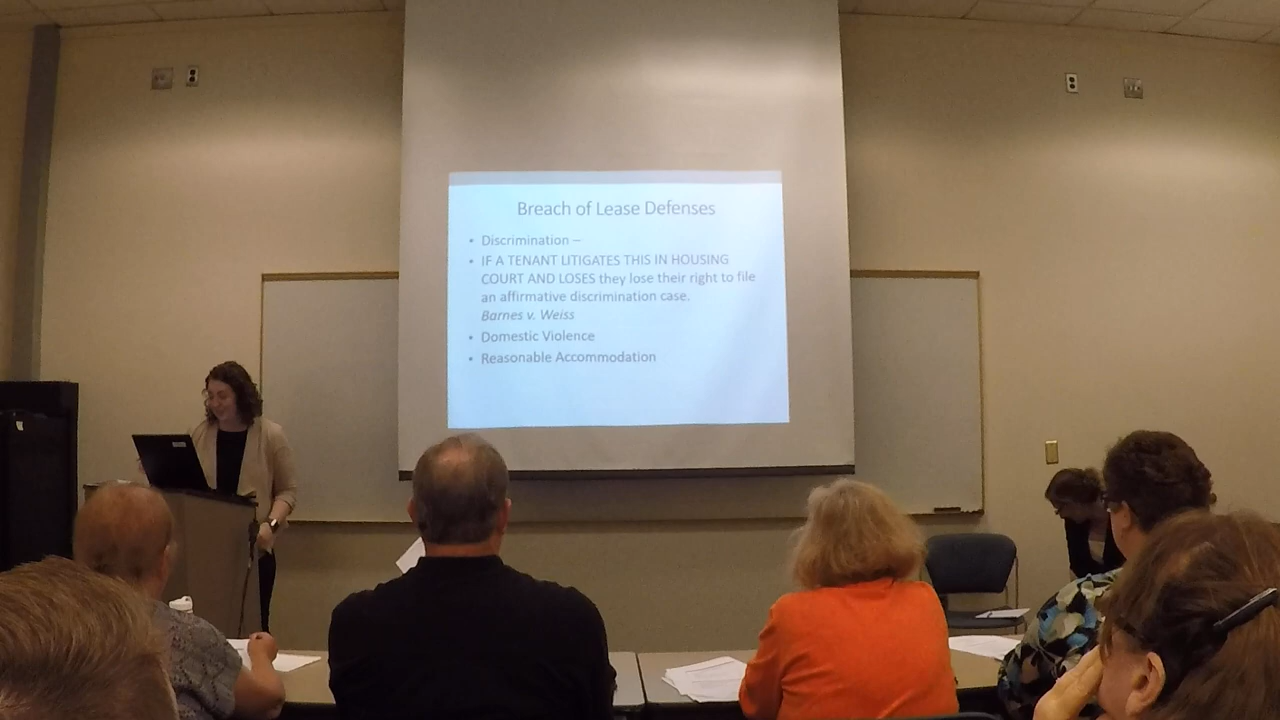 Breach of Lease Defenses
• Discrimination –
• IF A TENANT LITIGATES THIS IN HOUSING
COURT AND LOSES they lose their right to file
an affirmative discrimination case.
Barnes v. Weiss
• Domestic Violence
• Reasonable Accommodation